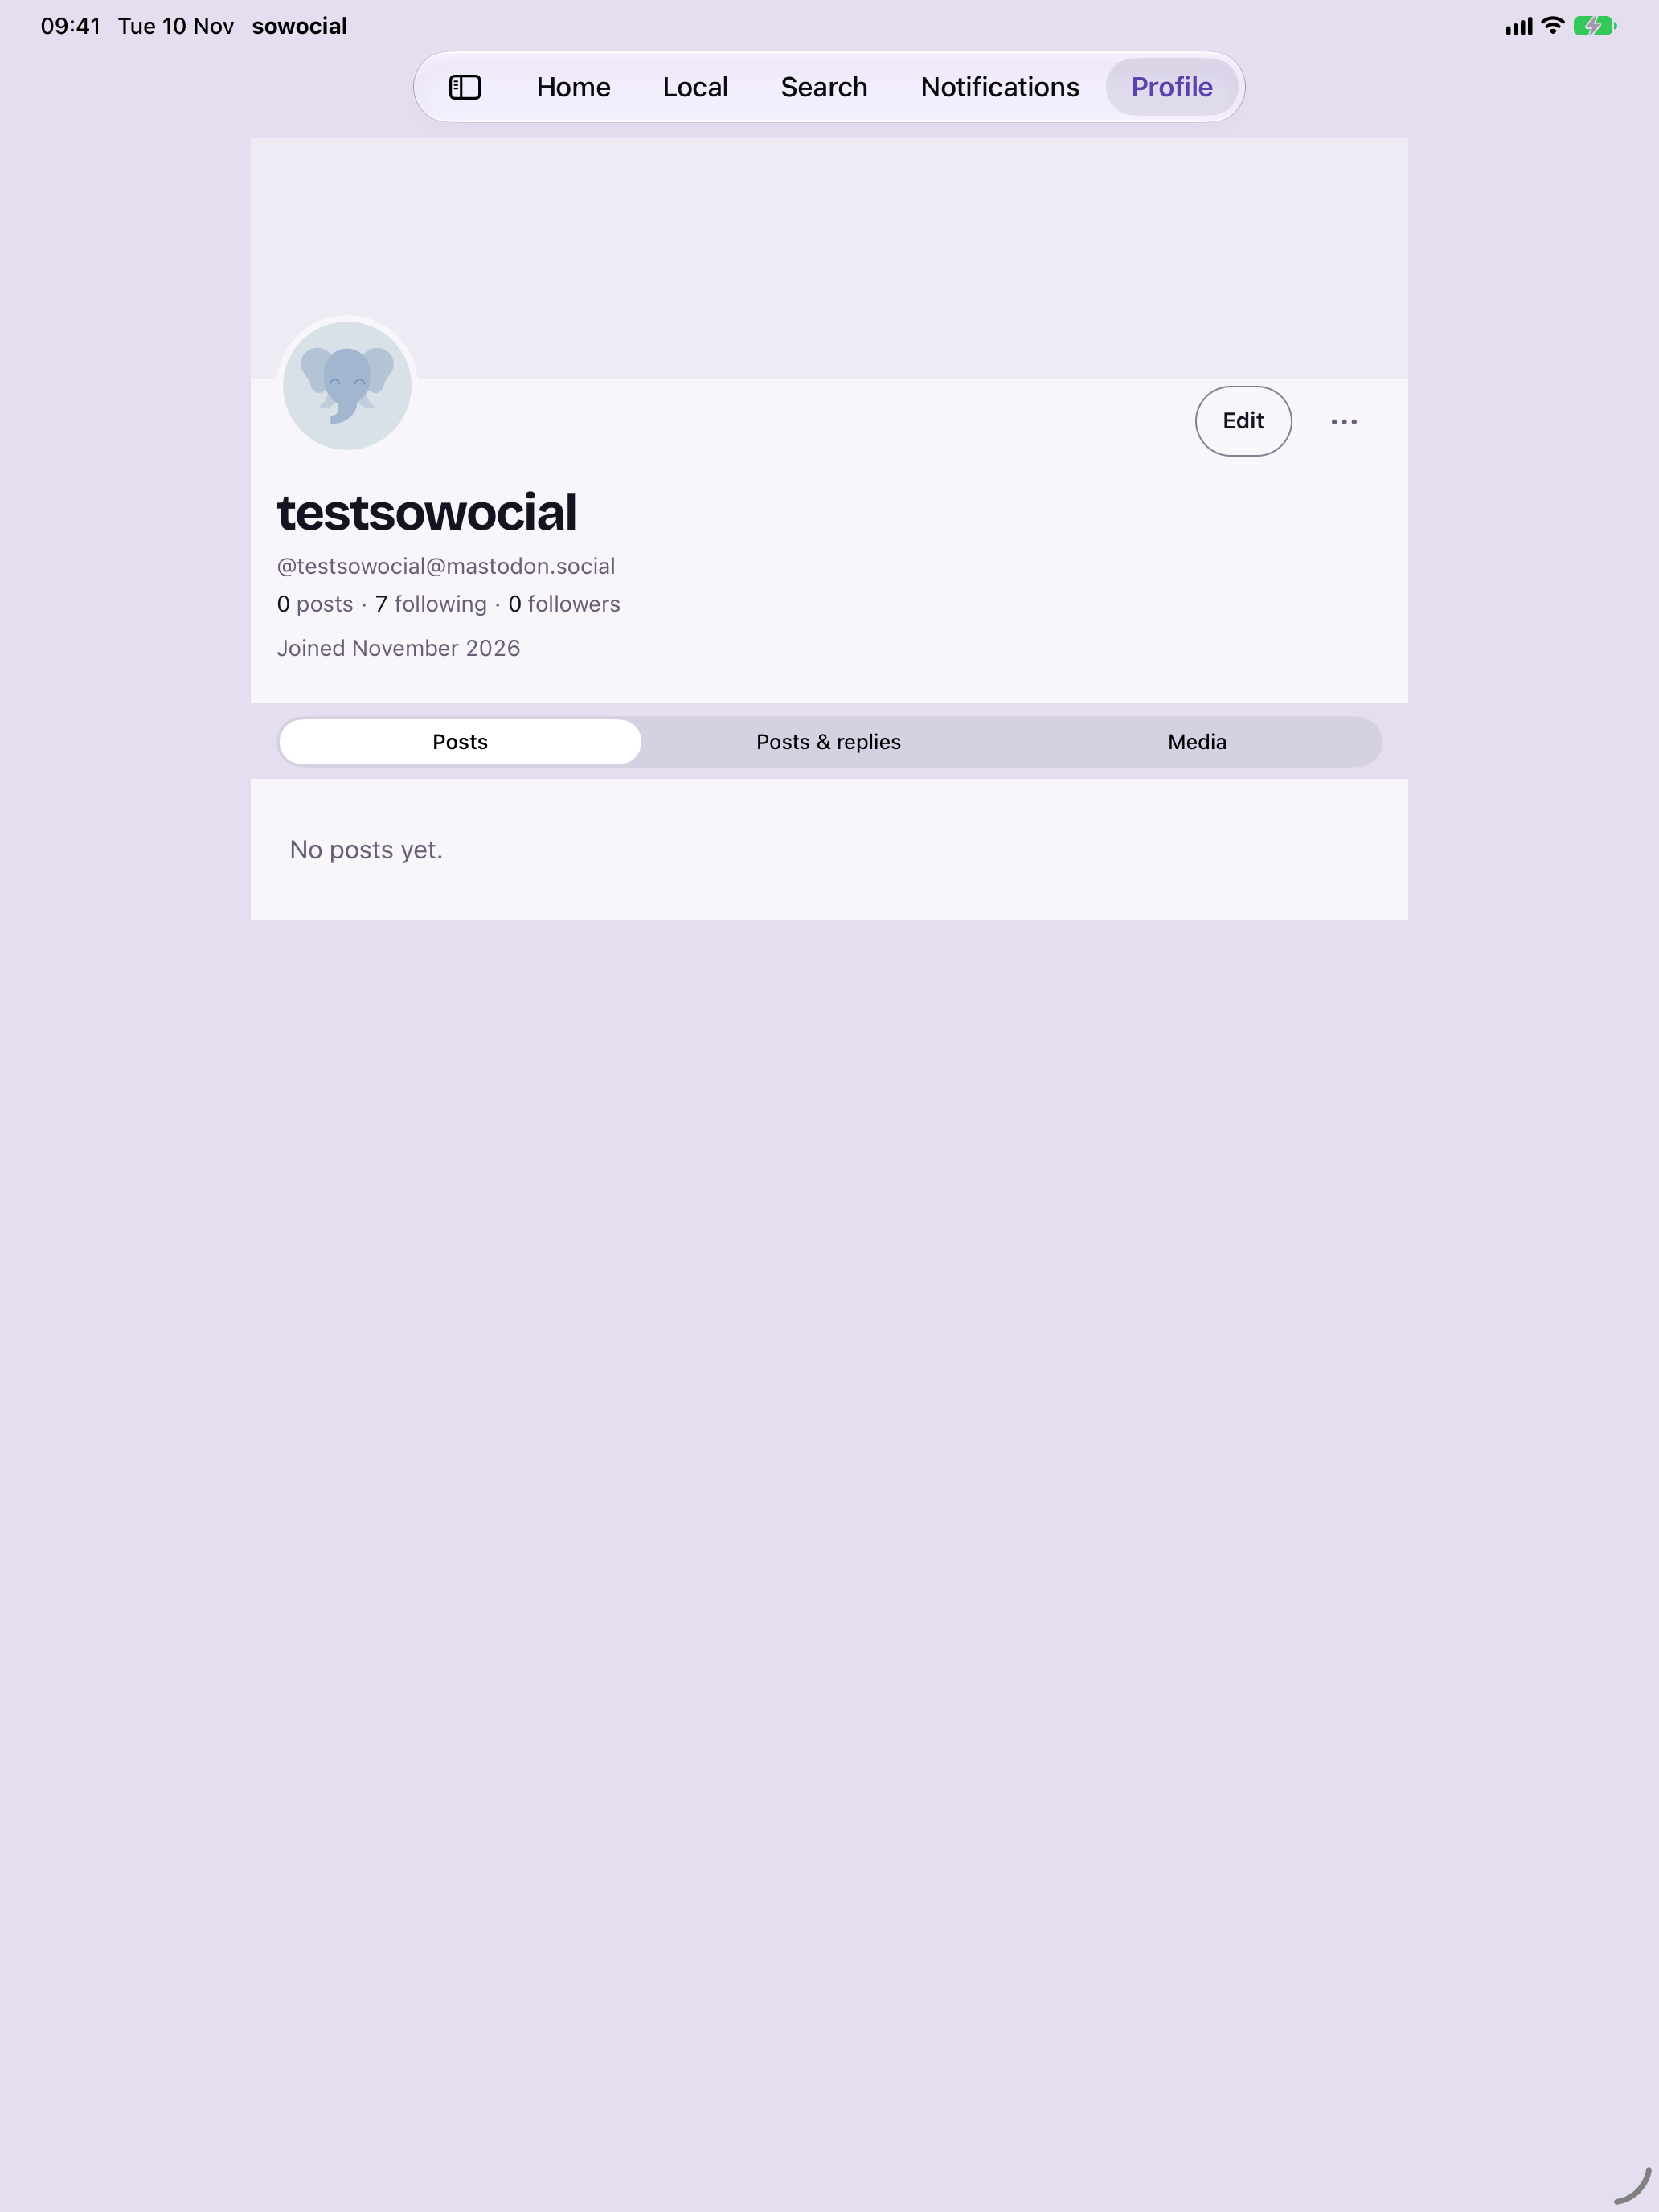 09:41 Tue 10 Nov sowocial
Home Local Search Notifications Profile
Edit
testsowocial
@testsowocial@mastodon.social
0 posts · 7 following · 0 followers
Joined November 2026
Posts Posts & replies Media
No posts yet.